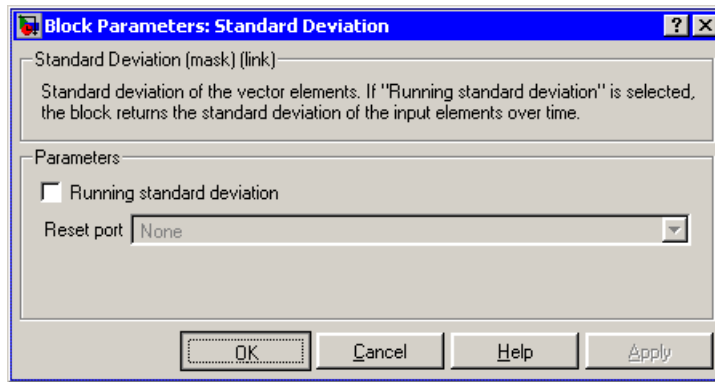 Block Parameters: Standard Deviation
Standard Deviation (mask) (link)
Standard deviation of the vector elements. If "Running standard deviation" is selected,
the block returns the standard deviation of the input elements over time.
Parameters
Running standard deviation
Reset port None
OK Cancel Help Apply